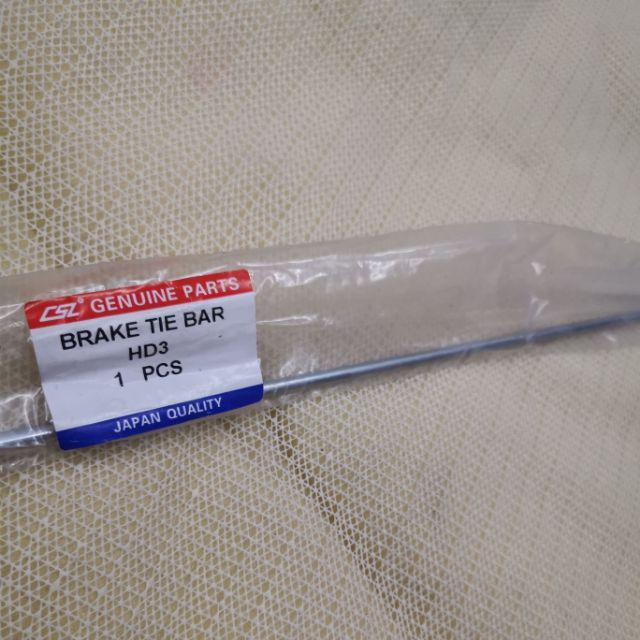 CSL GENUINE PARTS
BRAKE TIE BAR
HD3
1 PCS
JAPAN QUALITY